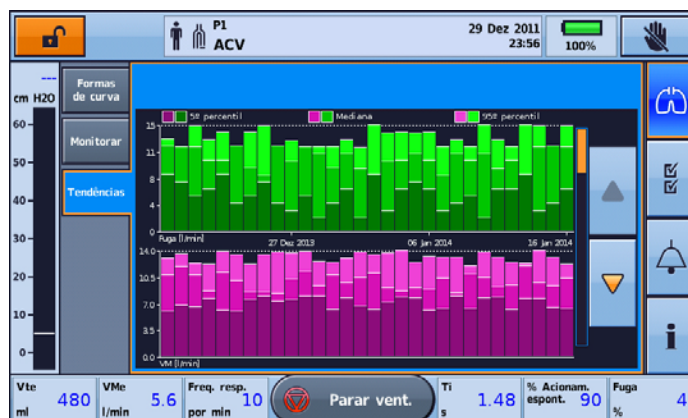 P1
ACV
29 Dez 2011
23:56
100%
---
cm H2O
60
50
40
30
20
10
0
Formas
de curva
Monitorar
Tendências
5º percentil
Mediana
95º percentil
15
11
8
4
0
Fuga [l/min]
27 Dez 2013
06 Jan 2014
16 Jan 2014
14.0
10.5
7.0
3.5
0.0
VM [l/min]
Vte
480
ml
VMe
5.6
l/min
Freq. resp.
10
por min
Parar vent.
Ti
1.48
s
% Acionam.
espont.
90
Fuga
4
%